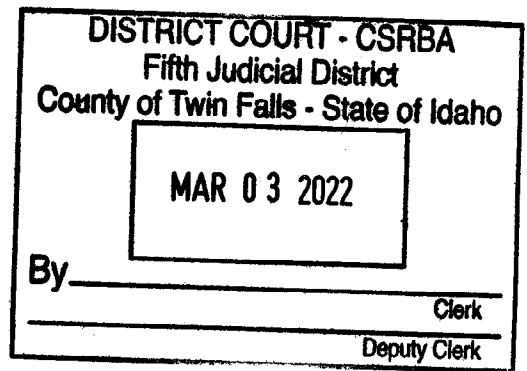 DISTRICT COURT - CSRBA
Fifth Judicial District
County of Twin Falls - State of Idaho
MAR 03 2022
By
Clerk
Deputy Clerk